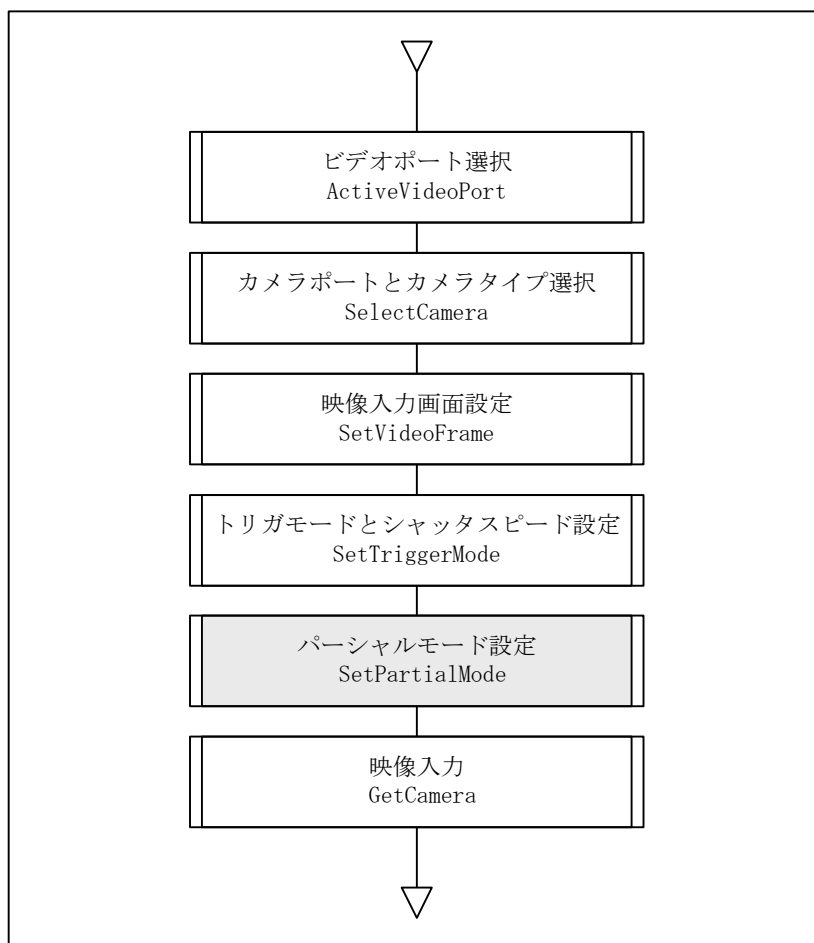 ビデオポート選択
ActiveVideoPort
カメラポートとカメラタイプ選択
SelectCamera
映像入力画面設定
SetVideoFrame
トリガモードとシャッタスピード設定
SetTriggerMode
パーシャルモード設定
SetPartialMode
映像入力
GetCamera